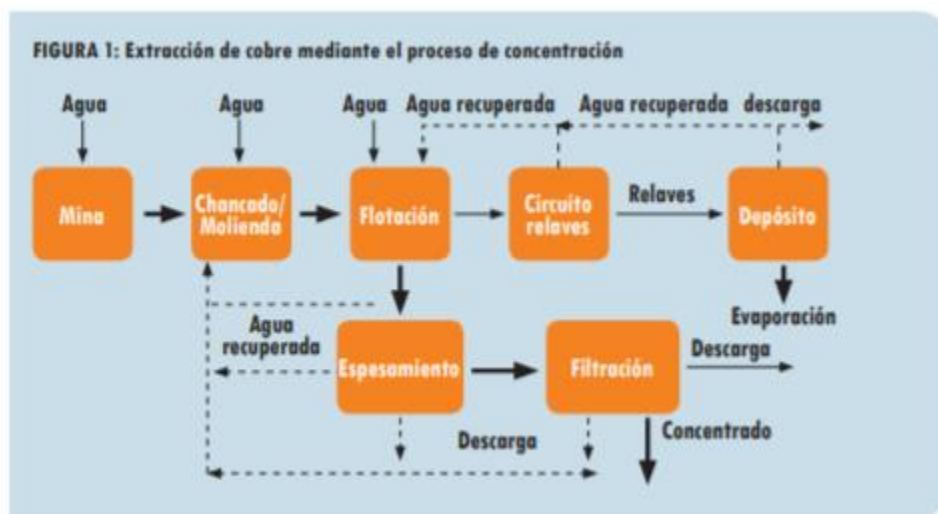 FIGURA 1: Extracción de cobre mediante el proceso de concentración
Agua
Agua
Agua
Agua recuperada
Agua recuperada
descarga
Mina
Chancado/
Molienda
Flotación
Circuíto
relaves
Relaves
Depósito
Evaporación
Agua
recuperada
Espesamiento
Filtración
Descarga
Descarga
Concentrado